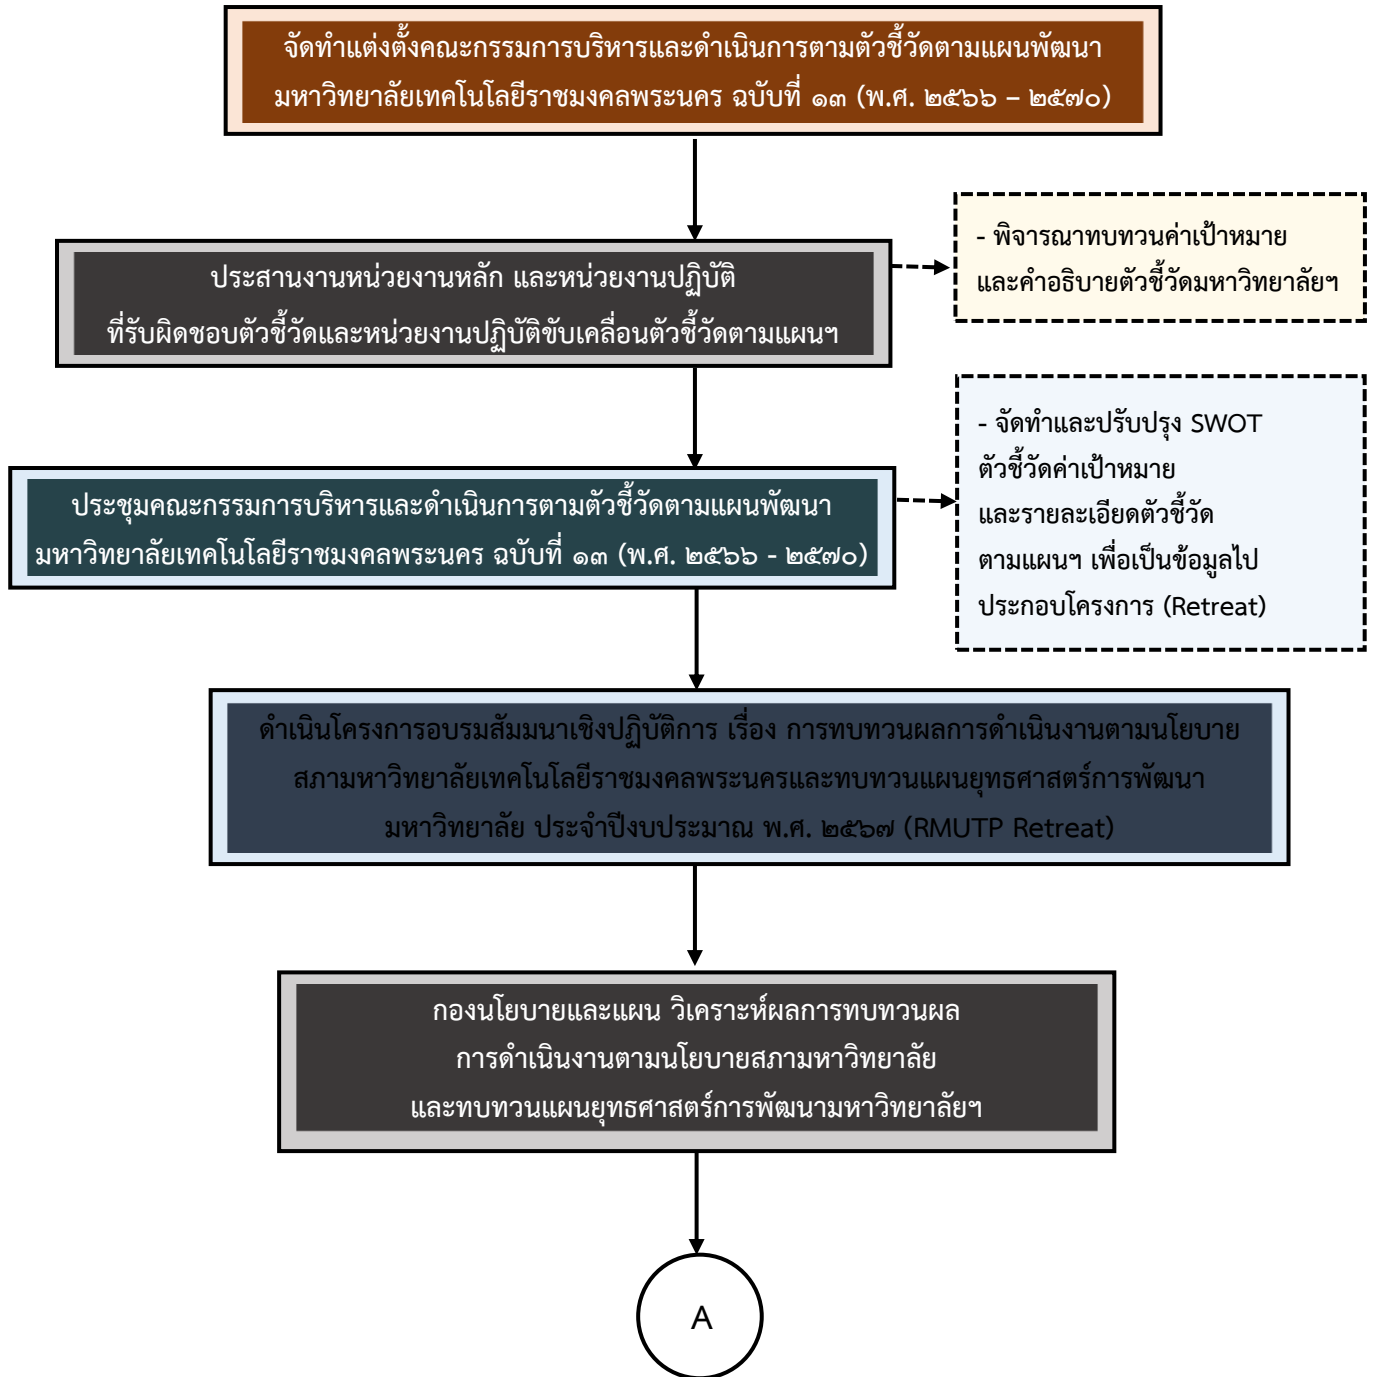 จัดทำแต่งตั้งคณะกรรมการบริหารและดำเนินการตามตัวชี้วัดตามแผนพัฒนา
มหาวิทยาลัยเทคโนโลยีราชมงคลพระนคร ฉบับที่ ๑๓ (พ.ศ. ๒๕๖๖ – ๒๕๗๐)
- พิจารณาทบทวนค่าเป้าหมาย
และคำอธิบายตัวชี้วัดมหาวิทยาลัยฯ
ประสานงานหน่วยงานหลัก และหน่วยงานปฏิบัติ
ที่รับผิดชอบตัวชี้วัดและหน่วยงานปฏิบัติขับเคลื่อนตัวชี้วัดตามแผนฯ
- จัดทำและปรับปรุง SWOT
ตัวชี้วัดค่าเป้าหมาย
และรายละเอียดตัวชี้วัด
ตามแผนฯ เพื่อเป็นข้อมูลไป
ประกอบโครงการ (Retreat)
ประชุมคณะกรรมการบริหารและดำเนินการตามตัวชี้วัดตามแผนพัฒนา
มหาวิทยาลัยเทคโนโลยีราชมงคลพระนคร ฉบับที่ ๑๓ (พ.ศ. ๒๕๖๖ - ๒๕๗๐)
ดำเนินโครงการอบรมสัมมนาเชิงปฏิบัติการ เรื่อง การทบทวนผลการดำเนินงานตามนโยบาย
สภามหาวิทยาลัยเทคโนโลยีราชมงคลพระนครและทบทวนแผนยุทธศาสตร์การพัฒนา
มหาวิทยาลัย ประจำปีงบประมาณ พ.ศ. ๒๕๖๗ (RMUTP Retreat)
กองนโยบายและแผน วิเคราะห์ผลการทบทวนผล
การดำเนินงานตามนโยบายสภามหาวิทยาลัย
และทบทวนแผนยุทธศาสตร์การพัฒนามหาวิทยาลัยฯ
A